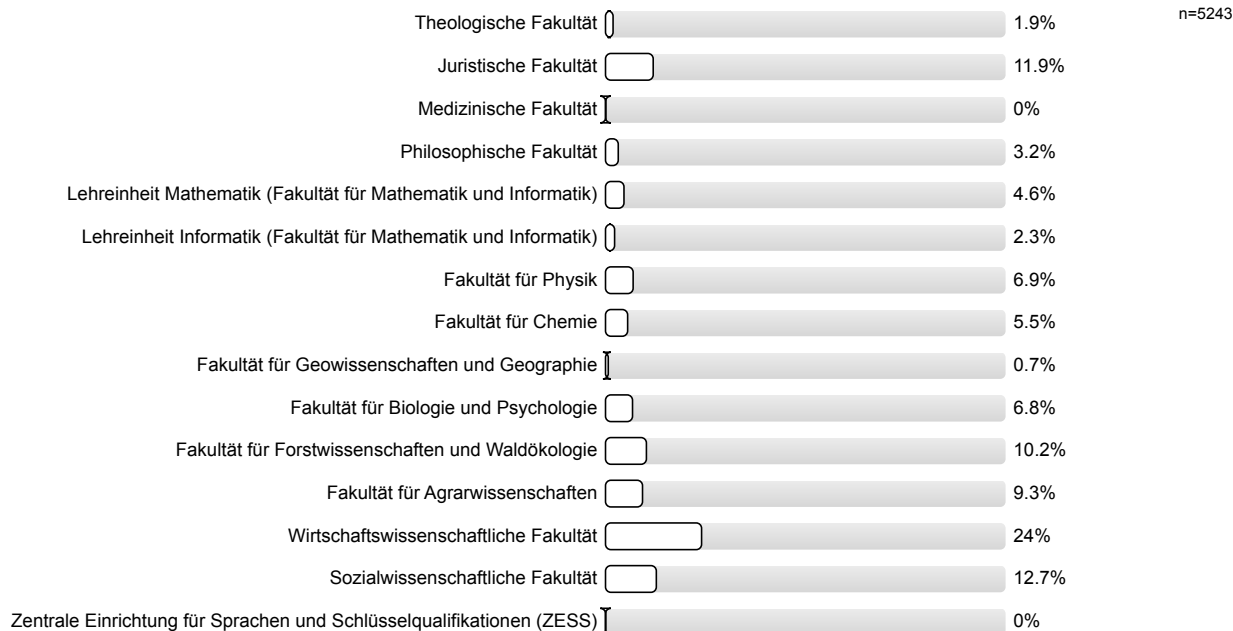 Theologische Fakultät 1.9% n=5243
Juristische Fakultät 11.9%
Medizinische Fakultät 0%
Philosophische Fakultät 3.2%
Lehreinheit Mathematik (Fakultät für Mathematik und Informatik) 4.6%
Lehreinheit Informatik (Fakultät für Mathematik und Informatik) 2.3%
Fakultät für Physik 6.9%
Fakultät für Chemie 5.5%
Fakultät für Geowissenschaften und Geographie 0.7%
Fakultät für Biologie und Psychologie 6.8%
Fakultät für Forstwissenschaften und Waldökologie 10.2%
Fakultät für Agrarwissenschaften 9.3%
Wirtschaftswissenschaftliche Fakultät 24%
Sozialwissenschaftliche Fakultät 12.7%
Zentrale Einrichtung für Sprachen und Schlüsselqualifikationen (ZESS) 0%